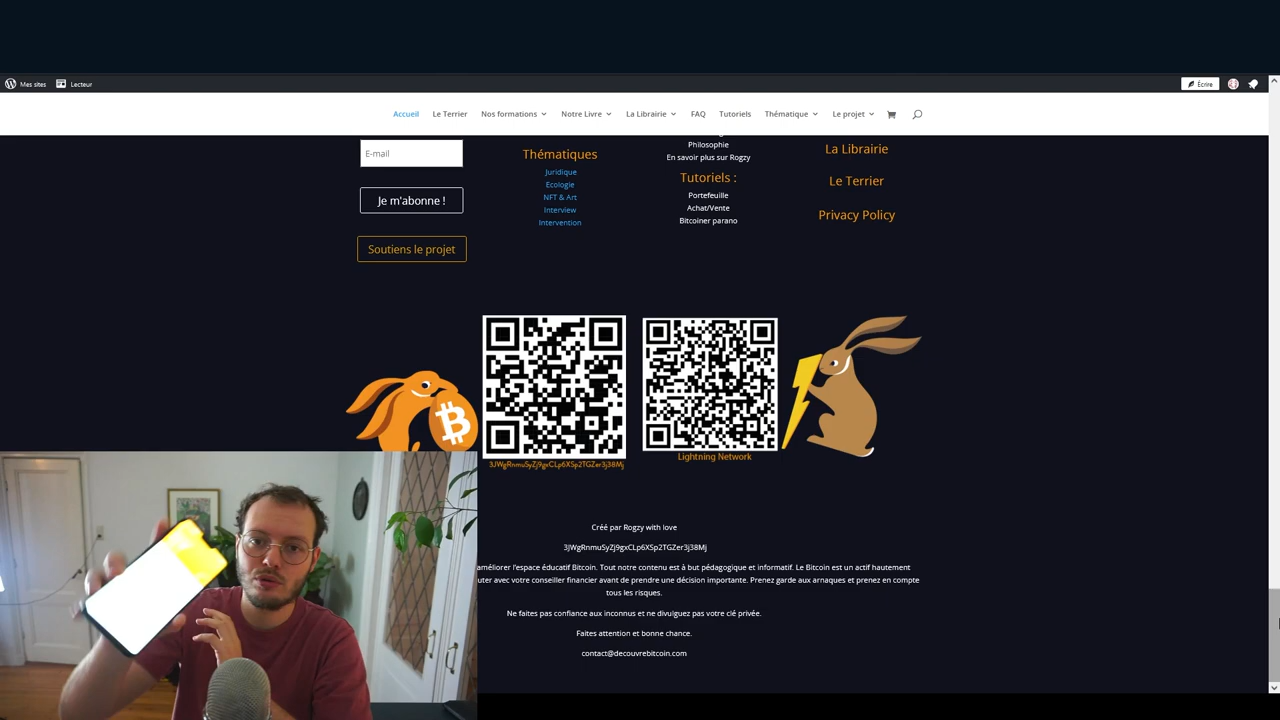 Mes sites
Lecteur
Écrire
Accueil
Le Terrier
Nos formations
Notre Livre
La Librairie
FAQ
Tutoriels
Thématique
Le projet
E-mail
Je m'abonne !
Soutiens le projet
Thématiques
Juridique
Ecologie
NFT & Art
Interview
Intervention
Philosophie
En savoir plus sur Rogzy
Tutoriels :
Portefeuille
Achat/Vente
Bitcoiner parano
La Librairie
Le Terrier
Privacy Policy
3JWgRnmuSyZj9gxCLp6XSp2TGZer3j38Mj
Lightning Network
Créé par Rogzy with love
3JWgRnmuSyZj9gxCLp6XSp2TGZer3j38Mj
améliorer l'espace éducatif Bitcoin. Tout notre contenu est à but pédagogique et informatif. Le Bitcoin est un actif hautement
uter avec votre conseiller financier avant de prendre une décision importante. Prenez garde aux arnaques et prenez en compte
tous les risques.
Ne faites pas confiance aux inconnus et ne divulguez pas votre clé privée.
Faites attention et bonne chance.
contact@decouvrebitcoin.com